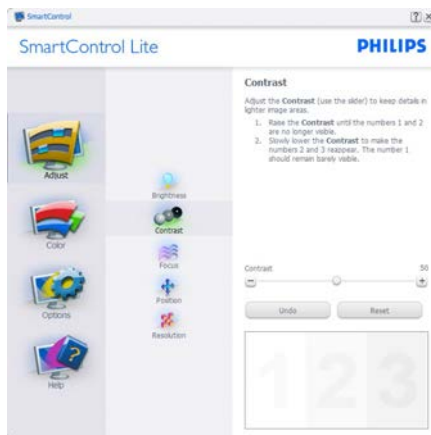 SmartControl
SmartControl Lite
PHILIPS
Adjust
Color
Options
Help
Brightness
Contrast
Focus
Position
Resolution
Contrast
Adjust the Contrast (use the slider) to keep details in
lighter image areas.
1. Raise the Contrast until the numbers 1 and 2
are no longer visible.
2. Slowly lower the Contrast to make the
numbers 2 and 3 reappear. The number 1
should remain barely visible.
Contrast 50
Undo Reset
1 2 3